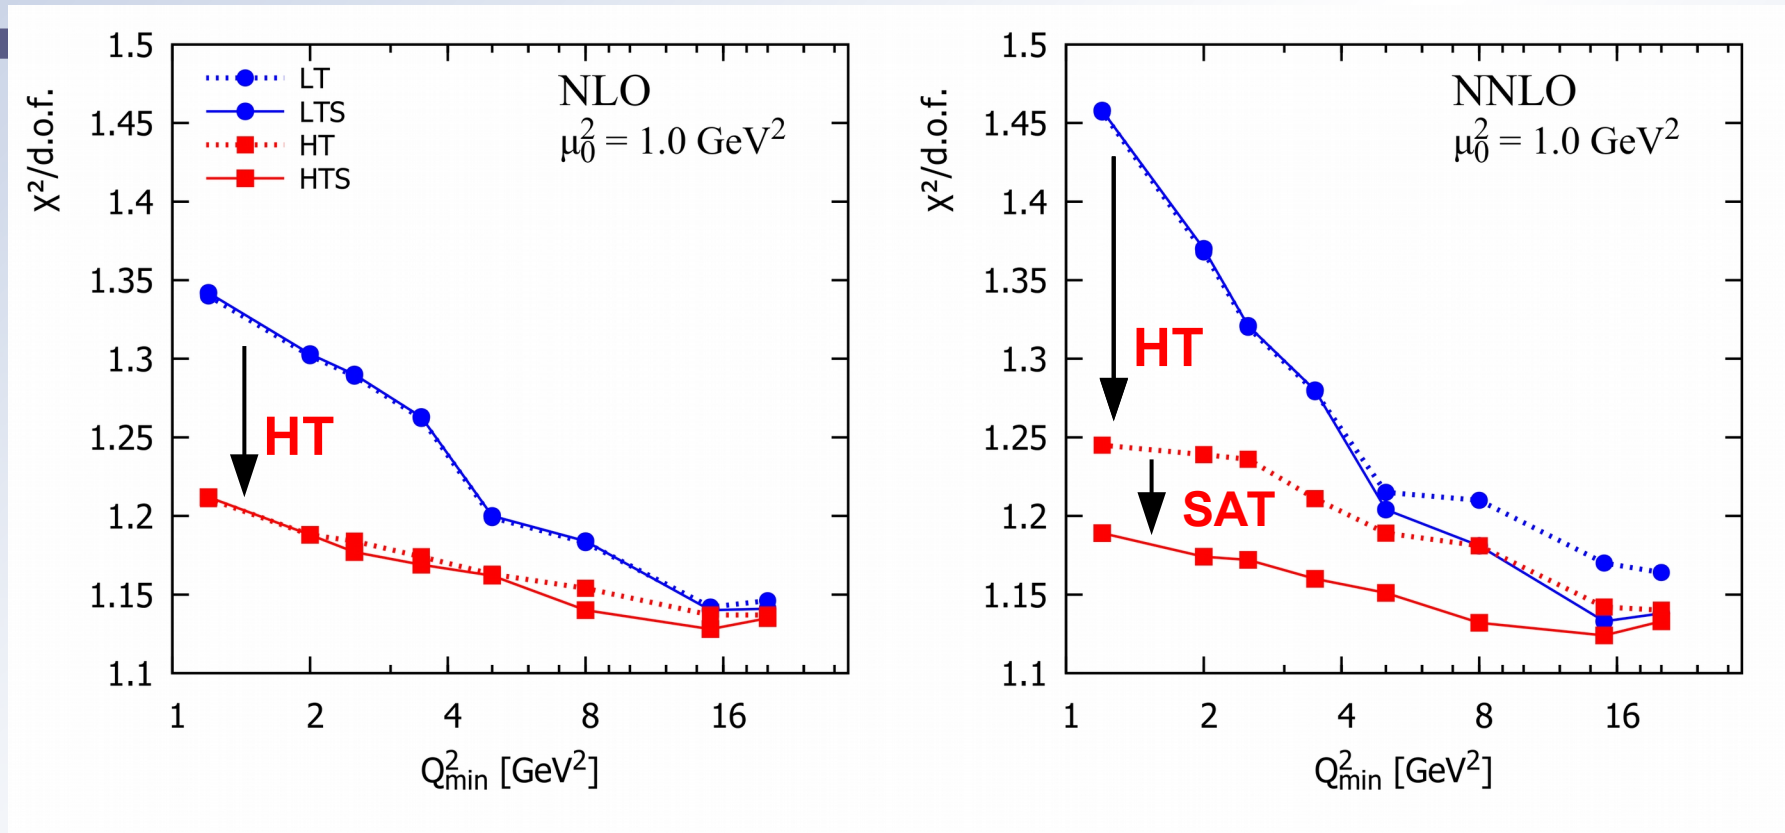 χ²/d.o.f.
1.5
1.45
1.4
1.35
1.3
1.25
1.2
1.15
1.1
LT
LTS
HT
HTS
NLO
μ₀² = 1.0 GeV²
HT
1
2
4
8
16
Q²min [GeV²]
χ²/d.o.f.
1.5
1.45
1.4
1.35
1.3
1.25
1.2
1.15
1.1
NNLO
μ₀² = 1.0 GeV²
HT
SAT
1
2
4
8
16
Q²min [GeV²]